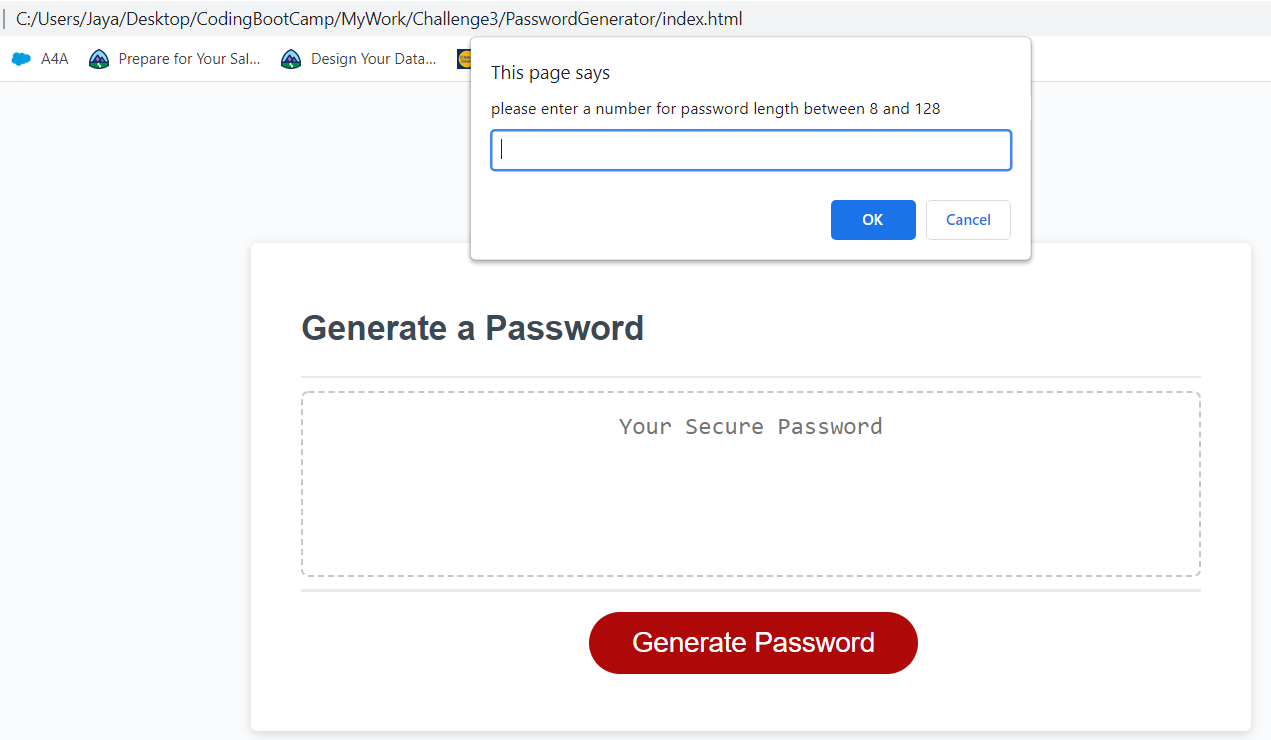 C:/Users/Jaya/Desktop/CodingBootCamp/MyWork/Challenge3/PasswordGenerator/index.html
A4A Prepare for Your Sal... Design Your Data...
This page says
please enter a number for password length between 8 and 128
OK Cancel
Generate a Password
Your Secure Password
Generate Password